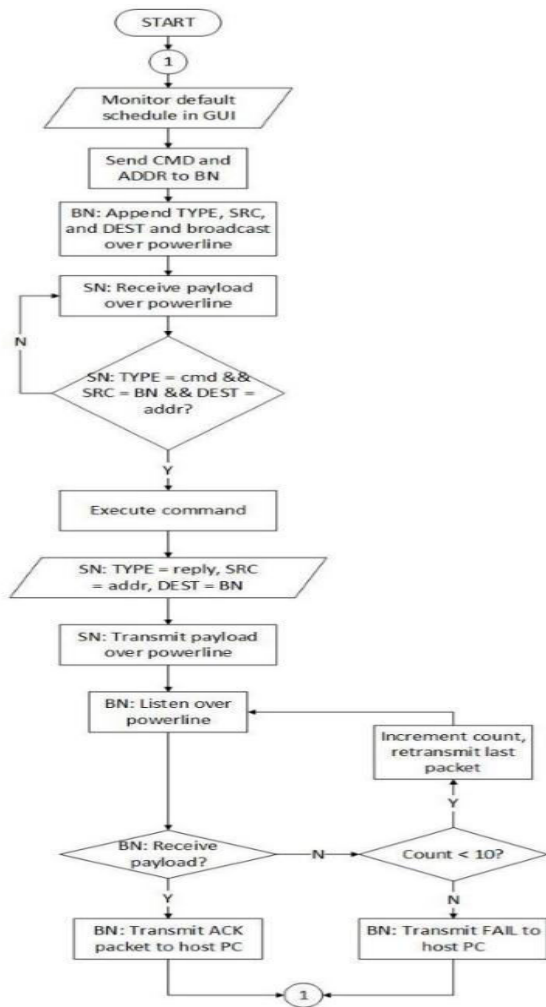 START
1
Monitor default
schedule in GUI
Send CMD and
ADDR to BN
BN: Append TYPE, SRC,
and DEST and broadcast
over powerline
SN: Receive payload
over powerline
N
SN: TYPE = cmd &&
SRC = BN && DEST =
addr?
Y
Execute command
SN: TYPE = reply, SRC
= addr, DEST = BN
SN: Transmit payload
over powerline
BN: Listen over
powerline
Increment count,
retransmit last
packet
Y
BN: Receive
payload?
N
Count < 10?
Y
N
BN: Transmit ACK
packet to host PC
BN: Transmit FAIL to
host PC
1